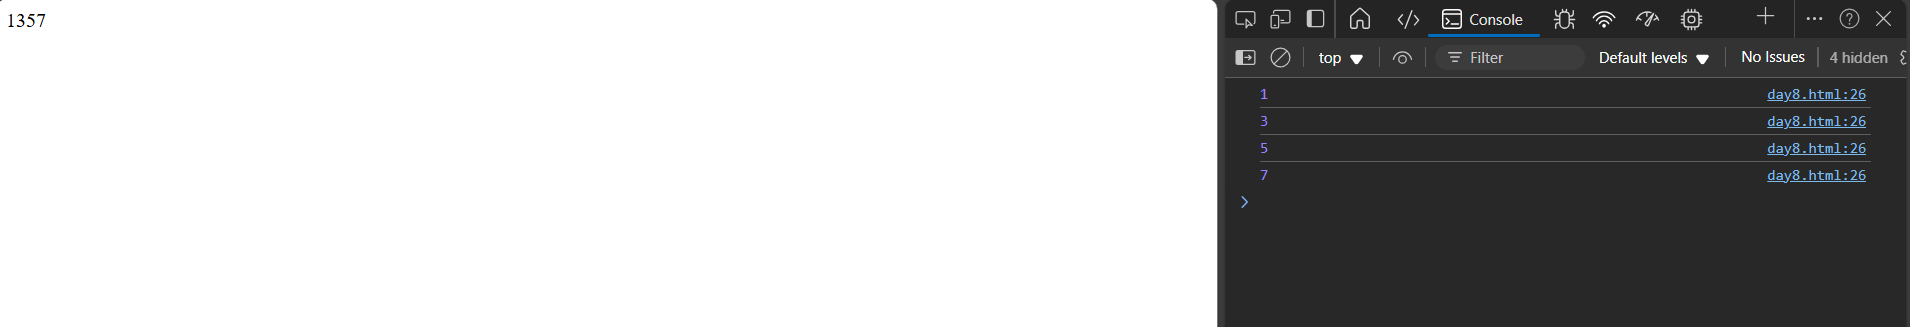 1357
Console
top Filter Default levels No Issues 4 hidden
1 day8.html:26
3 day8.html:26
5 day8.html:26
7 day8.html:26